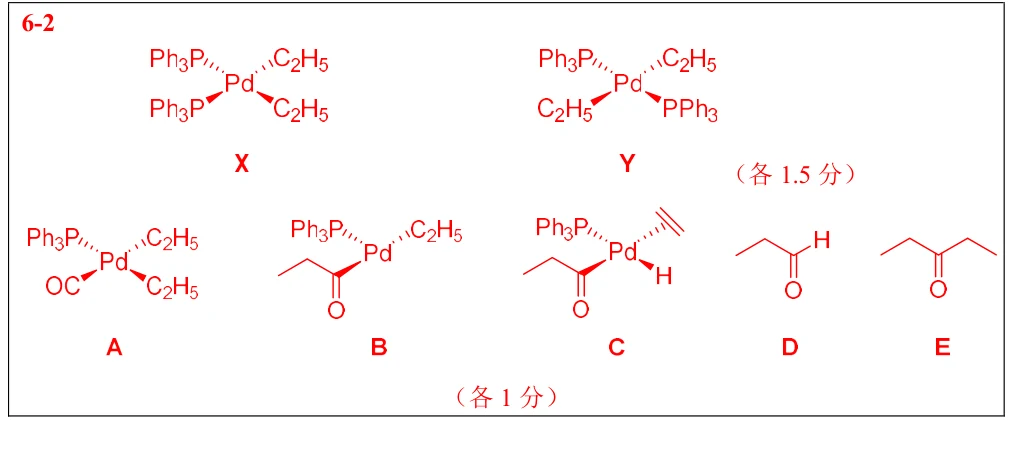 6-2
Ph3P C2H5 Ph3P C2H5
Pd Pd
Ph3P C2H5 C2H5 PPh3
X Y
（各 1.5 分）
Ph3P C2H5 Ph3P C2H5 Ph3P H
Pd Pd Pd
OC C2H5 H
O O O O
A B C D E
（各 1 分）